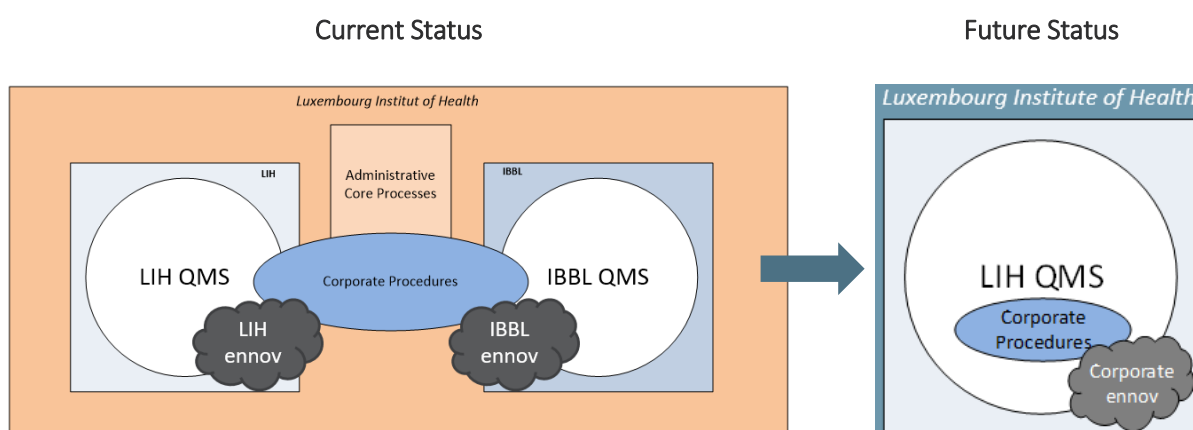 Current Status
Future Status
Luxembourg Institut of Health
LIH
Administrative
Core Processes
IBBL
LIH QMS
Corporate Procedures
IBBL QMS
LIH
ennov
IBBL
ennov
Luxembourg Institute of Health
LIH QMS
Corporate
Procedures
Corporate
ennov